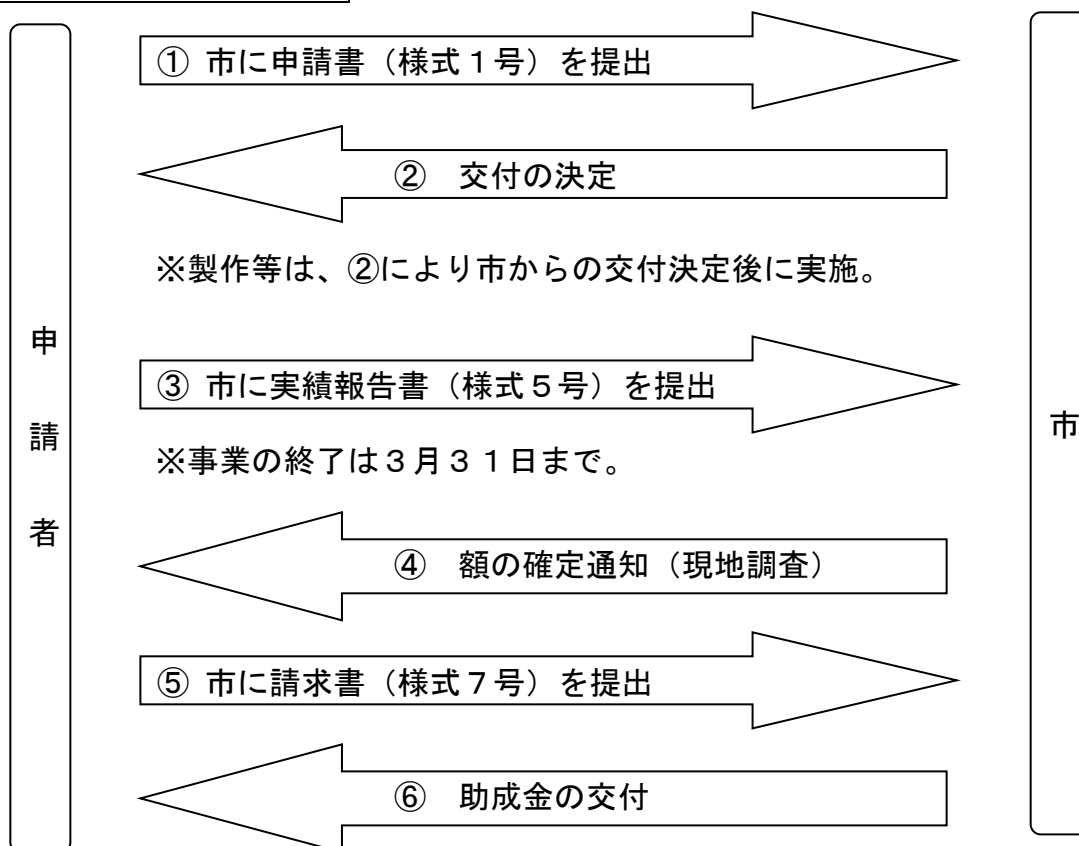 ① 市に申請書（様式１号）を提出
② 交付の決定
※製作等は、②により市からの交付決定後に実施。
③ 市に実績報告書（様式５号）を提出
※事業の終了は３月３１日まで。
④ 額の確定通知（現地調査）
⑤ 市に請求書（様式７号）を提出
⑥ 助成金の交付
申請者
市